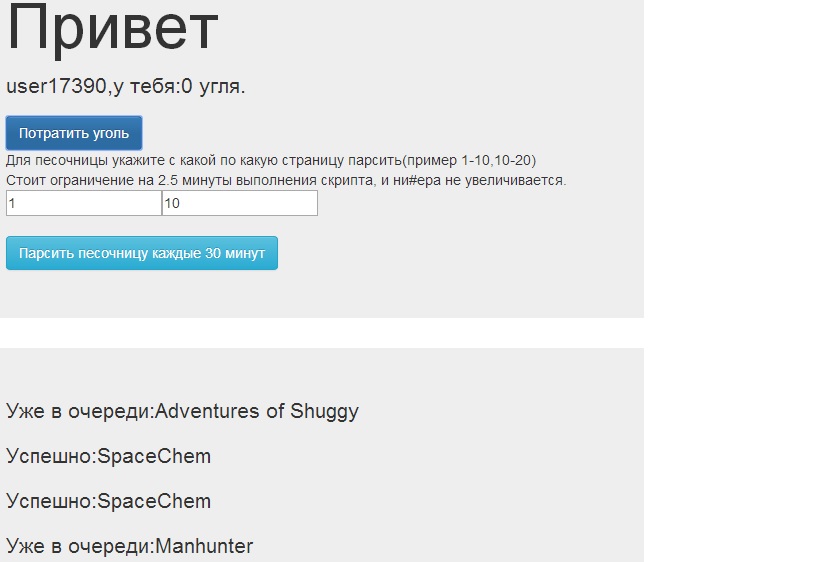 Привет
user17390,у тебя:0 угля.
Потратить уголь
Для песочницы укажите с какой по какую страницу парсить(пример 1-10,10-20)
Стоит ограничение на 2.5 минуты выполнения скрипта, и ни#ера не увеличивается.
1 10
Парсить песочницу каждые 30 минут
Уже в очереди:Adventures of Shuggy
Успешно:SpaceChem
Успешно:SpaceChem
Уже в очереди:Manhunter